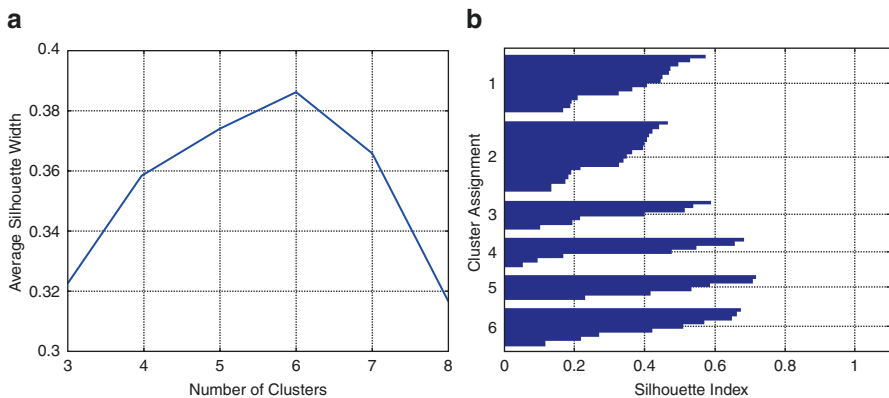 a
0.4
0.38
0.36
0.34
0.32
0.3
Average Silhouette Width
3 4 5 6 7 8
Number of Clusters
b
1
2
3
4
5
6
Cluster Assignment
0 0.2 0.4 0.6 0.8 1
Silhouette Index